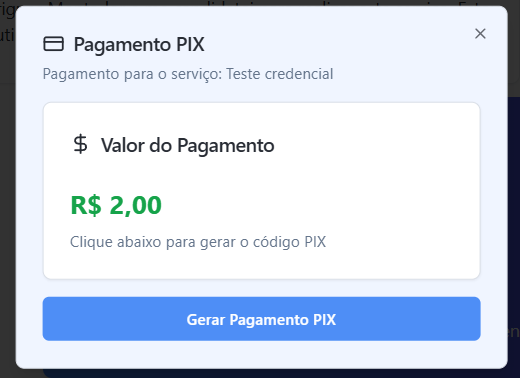 Pagamento PIX
Pagamento para o serviço: Teste credencial
Valor do Pagamento
R$ 2,00
Clique abaixo para gerar o código PIX
Gerar Pagamento PIX